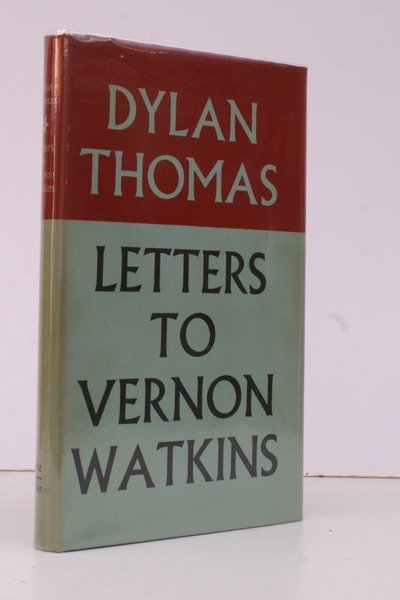 DYLAN
THOMAS
LETTERS
TO
VERNON
WATKINS